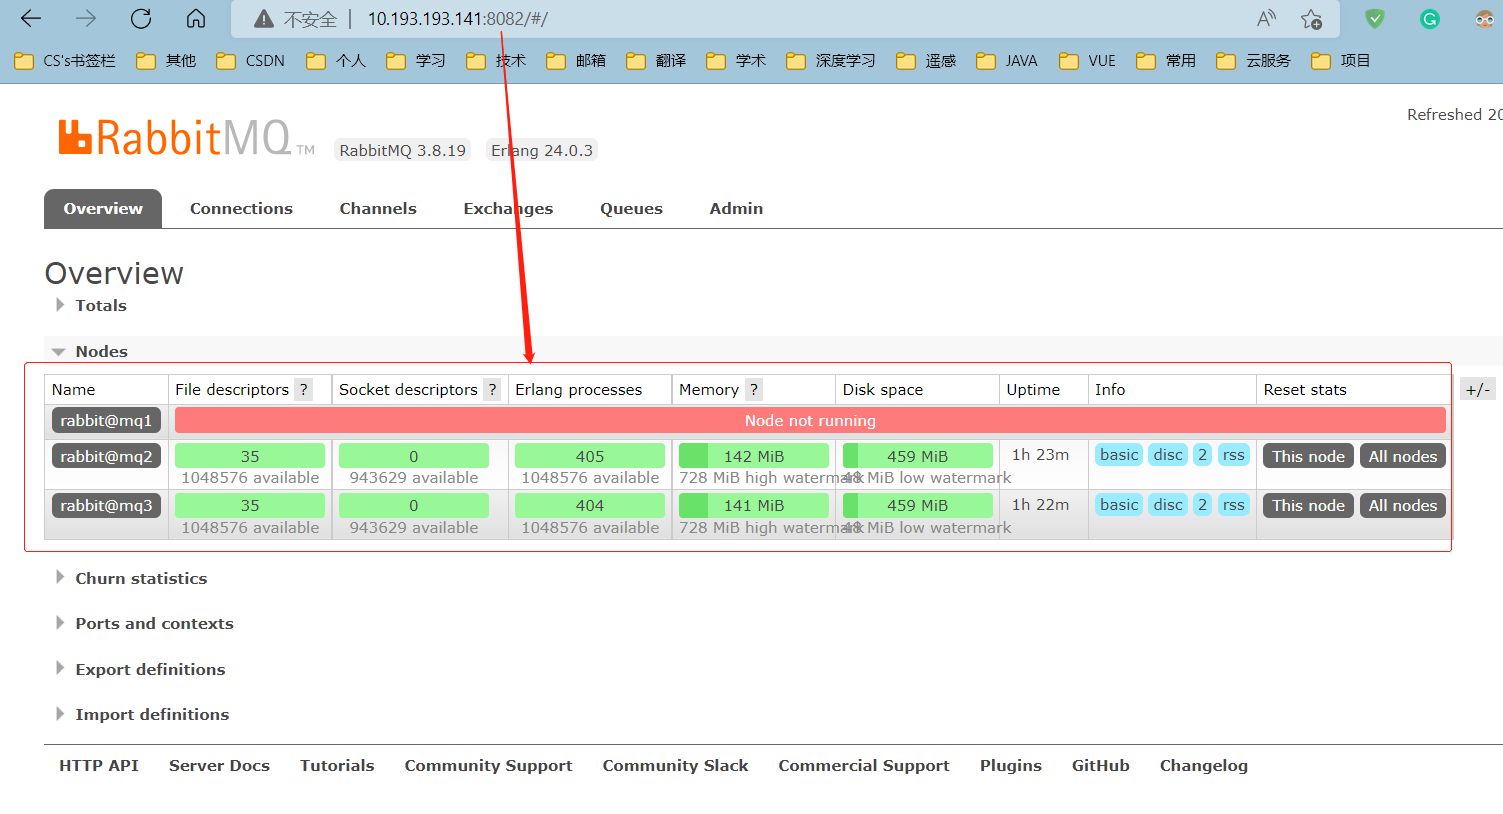 不安全 10.193.193.141:8082/#/
CS's书签栏 其他 CSDN 个人 学习 技术 邮箱 翻译 学术 深度学习 遥感 JAVA VUE 常用 云服务 项目
Refreshed 20
RabbitMQ TM RabbitMQ 3.8.19 Erlang 24.0.3
Overview Connections Channels Exchanges Queues Admin
Overview
Totals
Nodes
Name File descriptors ? Socket descriptors ? Erlang processes Memory ? Disk space Uptime Info Reset stats +/-
rabbit@mq1 Node not running
rabbit@mq2 35 0 405 142 MiB 459 MiB 1h 23m basic disc 2 rss This node All nodes
1048576 available 943629 available 1048576 available 728 MiB high watermark 48 MiB low watermark
rabbit@mq3 35 0 404 141 MiB 459 MiB 1h 22m basic disc 2 rss This node All nodes
1048576 available 943629 available 1048576 available 728 MiB high watermark 48 MiB low watermark
Churn statistics
Ports and contexts
Export definitions
Import definitions
HTTP API Server Docs Tutorials Community Support Community Slack Commercial Support Plugins GitHub Changelog